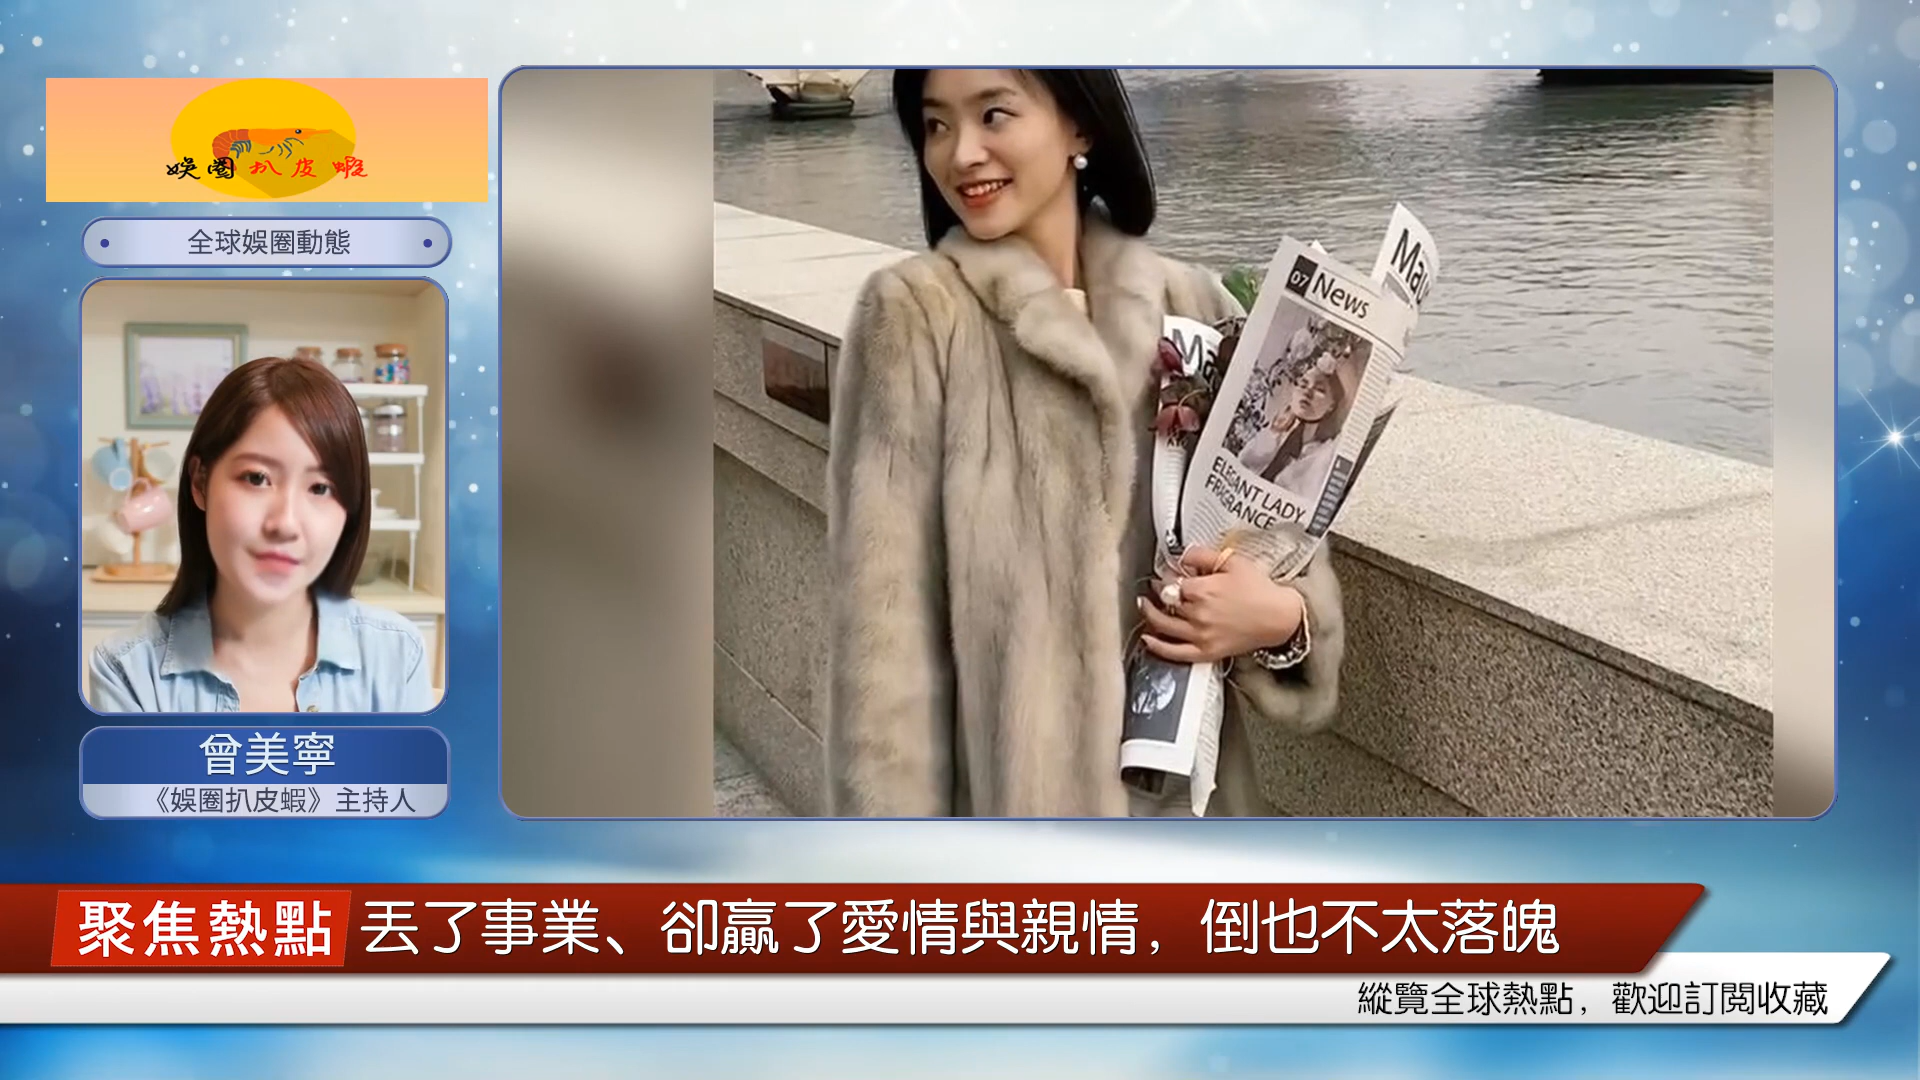 娛圈扒皮蝦
全球娛圈動態
曾美寧
《娛圈扒皮蝦》主持人
07 News
ELEGANT LADY
FRAGRANCE
聚焦熱點 丟了事業、卻贏了愛情與親情，倒也不太落魄
縱覽全球熱點，歡迎訂閱收藏